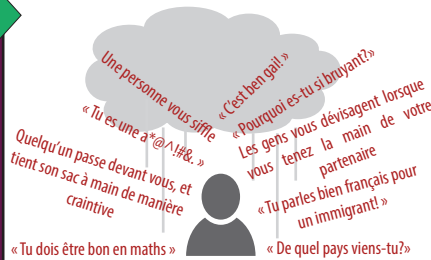 Une personne vous siffle
« C'est ben gai! »
« Pourquoi es-tu si bruyant?»
« Tu es une a*@^!#&. »
Les gens vous dévisagent lorsque
vous tenez la main de votre
partenaire
Quelqu'un passe devant vous, et
tient son sac à main de manière
craintive
«Tu parles bien français pour
un immigrant! »
« Tu dois être bon en maths »
« De quel pays viens-tu?»